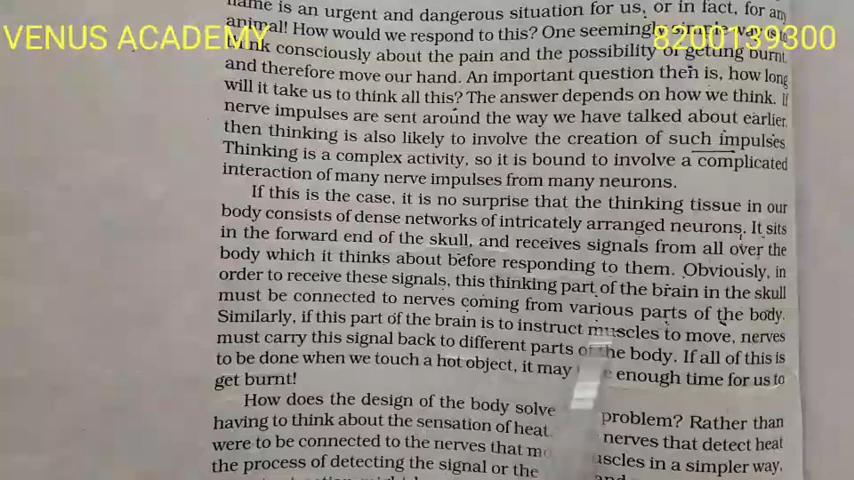 VENUS ACADEMY
8200139300
name is an urgent and dangerous situation for us, or in fact, for any
animal! How would we respond to this? One seemingly simple way is to
think consciously about the pain and the possibility of getting burnt,
and therefore move our hand. An important question then is, how long
will it take us to think all this? The answer depends on how we think. If
nerve impulses are sent around the way we have talked about earlier,
then thinking is also likely to involve the creation of such impulses.
Thinking is a complex activity, so it is bound to involve a complicated
interaction of many nerve impulses from many neurons.
If this is the case, it is no surprise that the thinking tissue in our
body consists of dense networks of intricately arranged neurons. It sits
in the forward end of the skull, and receives signals from all over the
body which it thinks about before responding to them. Obviously, in
order to receive these signals, this thinking part of the brain in the skull
must be connected to nerves coming from various parts of the body.
Similarly, if this part of the brain is to instruct muscles to move, nerves
must carry this signal back to different parts of the body. If all of this is
to be done when we touch a hot object, it may enough time for us to
get burnt!
How does the design of the body solve problem? Rather than
having to think about the sensation of heat nerves that detect heat
were to be connected to the nerves that in a simpler way,
the process of detecting the signal or the